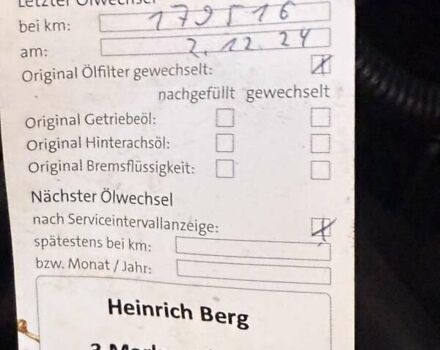 Letzter Ölwechsel
bei km: 179516
am: 2.12.24
Original Ölfilter gewechselt: X
nachgefüllt gewechselt
Original Getriebeöl:
Original Hinterachsöl:
Original Bremsflüssigkeit:
Nächster Ölwechsel
nach Serviceintervallanzeige: X
spätestens bei km:
bzw. Monat / Jahr:
Heinrich Berg